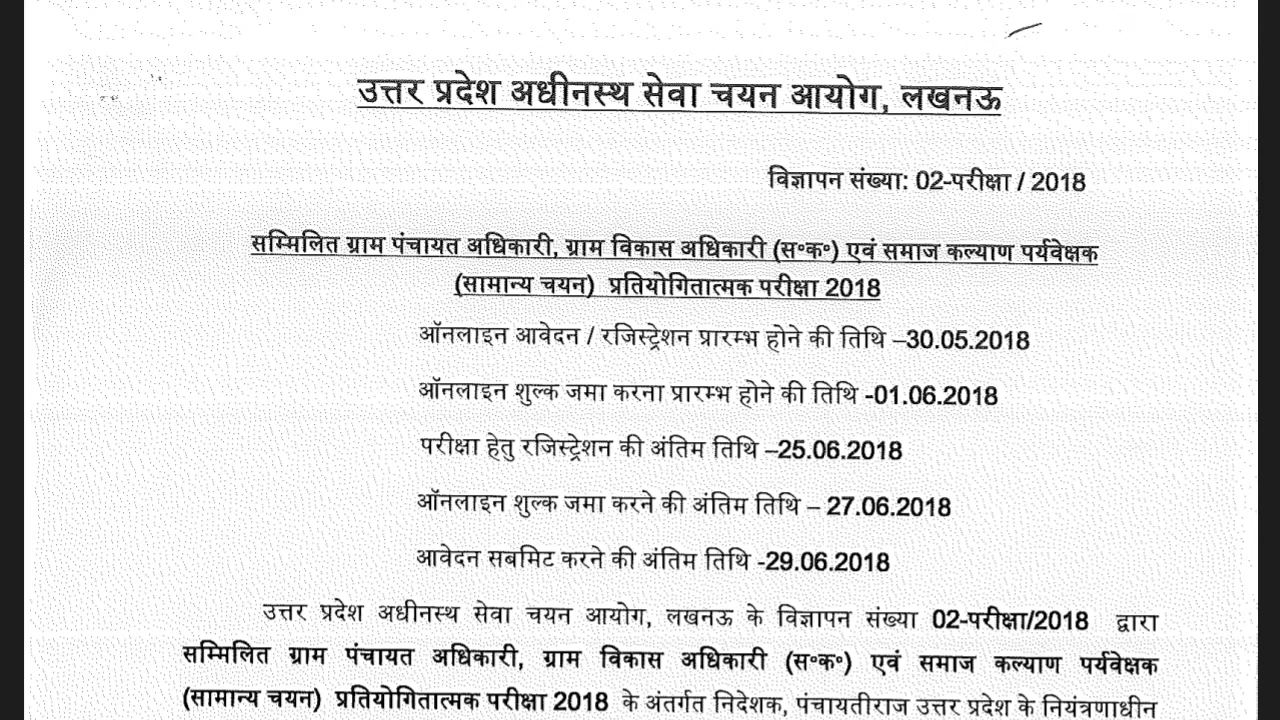 उत्तर प्रदेश अधीनस्थ सेवा चयन आयोग, लखनऊ
विज्ञापन संख्या: 02-परीक्षा / 2018
सम्मिलित ग्राम पंचायत अधिकारी, ग्राम विकास अधिकारी (स॰क॰) एवं समाज कल्याण पर्यवेक्षक
(सामान्य चयन) प्रतियोगितात्मक परीक्षा 2018
ऑनलाइन आवेदन / रजिस्ट्रेशन प्रारम्भ होने की तिथि –30.05.2018
ऑनलाइन शुल्क जमा करना प्रारम्भ होने की तिथि -01.06.2018
परीक्षा हेतु रजिस्ट्रेशन की अंतिम तिथि –25.06.2018
ऑनलाइन शुल्क जमा करने की अंतिम तिथि – 27.06.2018
आवेदन सबमिट करने की अंतिम तिथि -29.06.2018
उत्तर प्रदेश अधीनस्थ सेवा चयन आयोग, लखनऊ के विज्ञापन संख्या 02-परीक्षा/2018 द्वारा
सम्मिलित ग्राम पंचायत अधिकारी, ग्राम विकास अधिकारी (स॰क॰) एवं समाज कल्याण पर्यवेक्षक
(सामान्य चयन) प्रतियोगितात्मक परीक्षा 2018 के अंतर्गत निदेशक, पंचायतीराज उत्तर प्रदेश के नियंत्रणाधीन